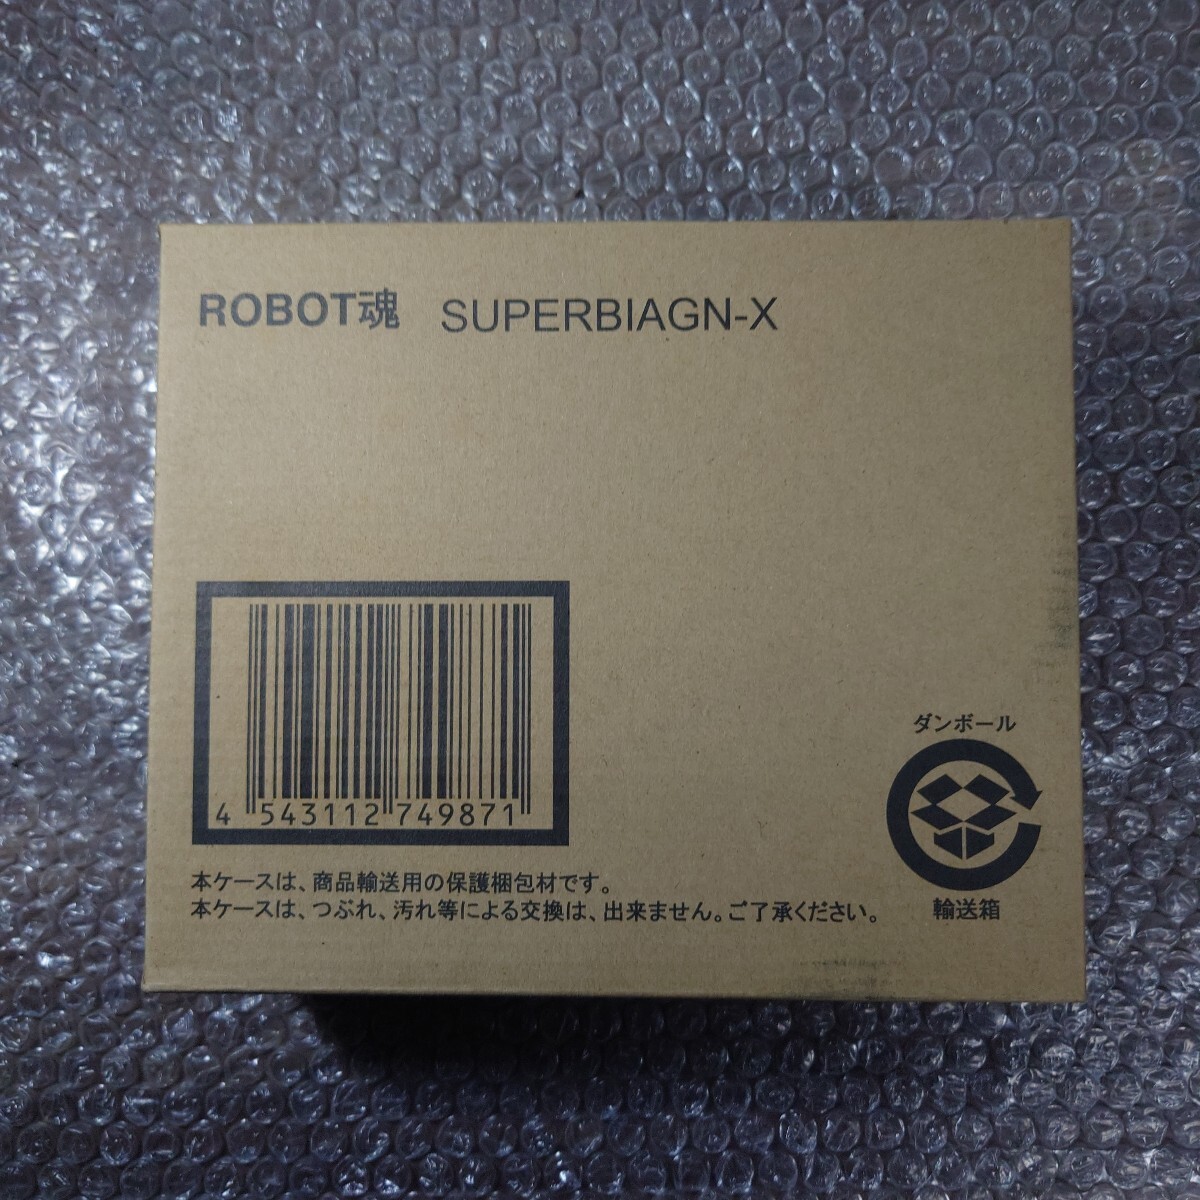 ROBOT魂 SUPERBIAGN-X
4 543112 749871
本ケースは、商品輸送用の保護梱包材です。
本ケースは、つぶれ、汚れ等による交換は、出来ません。ご了承ください。
ダンボール
輸送箱